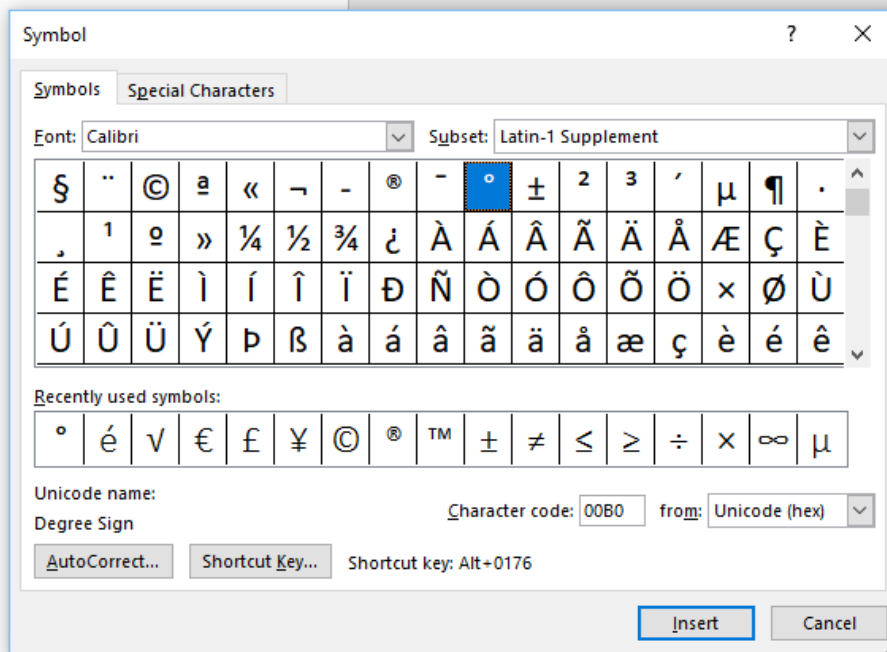 Symbol ? ×
Symbols Special Characters
Font: Calibri Subset: Latin-1 Supplement
§ ¨ © ª « ¬ - ® ¯ ° ± ² ³ ´ µ ¶ ·
¸ ¹ º » ¼ ½ ¾ ¿ À Á Â Ã Ä Å Æ Ç È
É Ê Ë Ì Í Î Ï Ð Ñ Ò Ó Ô Õ Ö × Ø Ù
Ú Û Ü Ý Þ ß à á â ã ä å æ ç è é ê
Recently used symbols:
° é √ € £ ¥ © ® ™ ± ≠ ≤ ≥ ÷ × ∞ µ
Unicode name:
Degree Sign
Character code: 00B0 from: Unicode (hex)
AutoCorrect... Shortcut Key... Shortcut key: Alt+0176
Insert Cancel